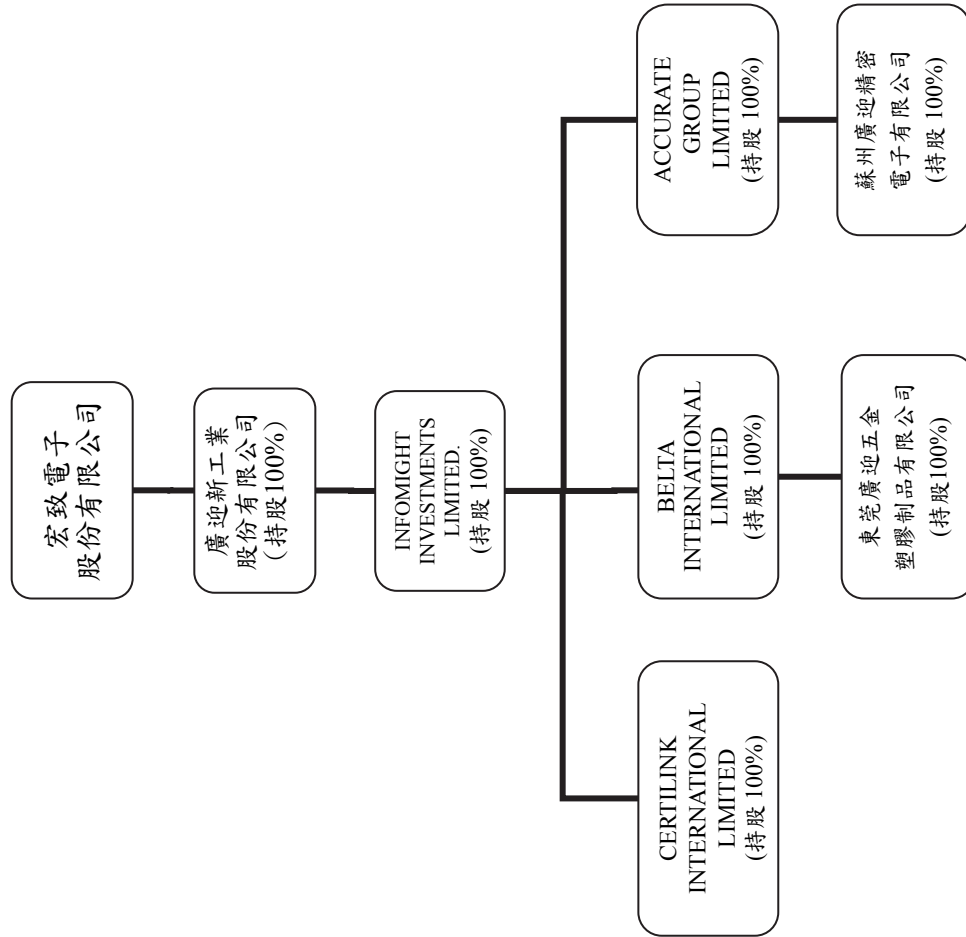 宏致電子
股份有限公司
廣迎新工業
股份有限公司
(持股100%)
INFOMIGHT
INVESTMENTS
LIMITED.
(持股 100%)
CERTILINK
INTERNATIONAL
LIMITED
(持股 100%)
BELTA
INTERNATIONAL
LIMITED
(持股 100%)
ACCURATE
GROUP
LIMITED
(持股 100%)
東莞廣迎五金
塑膠制品有限公司
(持股100%)
蘇州廣迎精密
電子有限公司
(持股 100%)